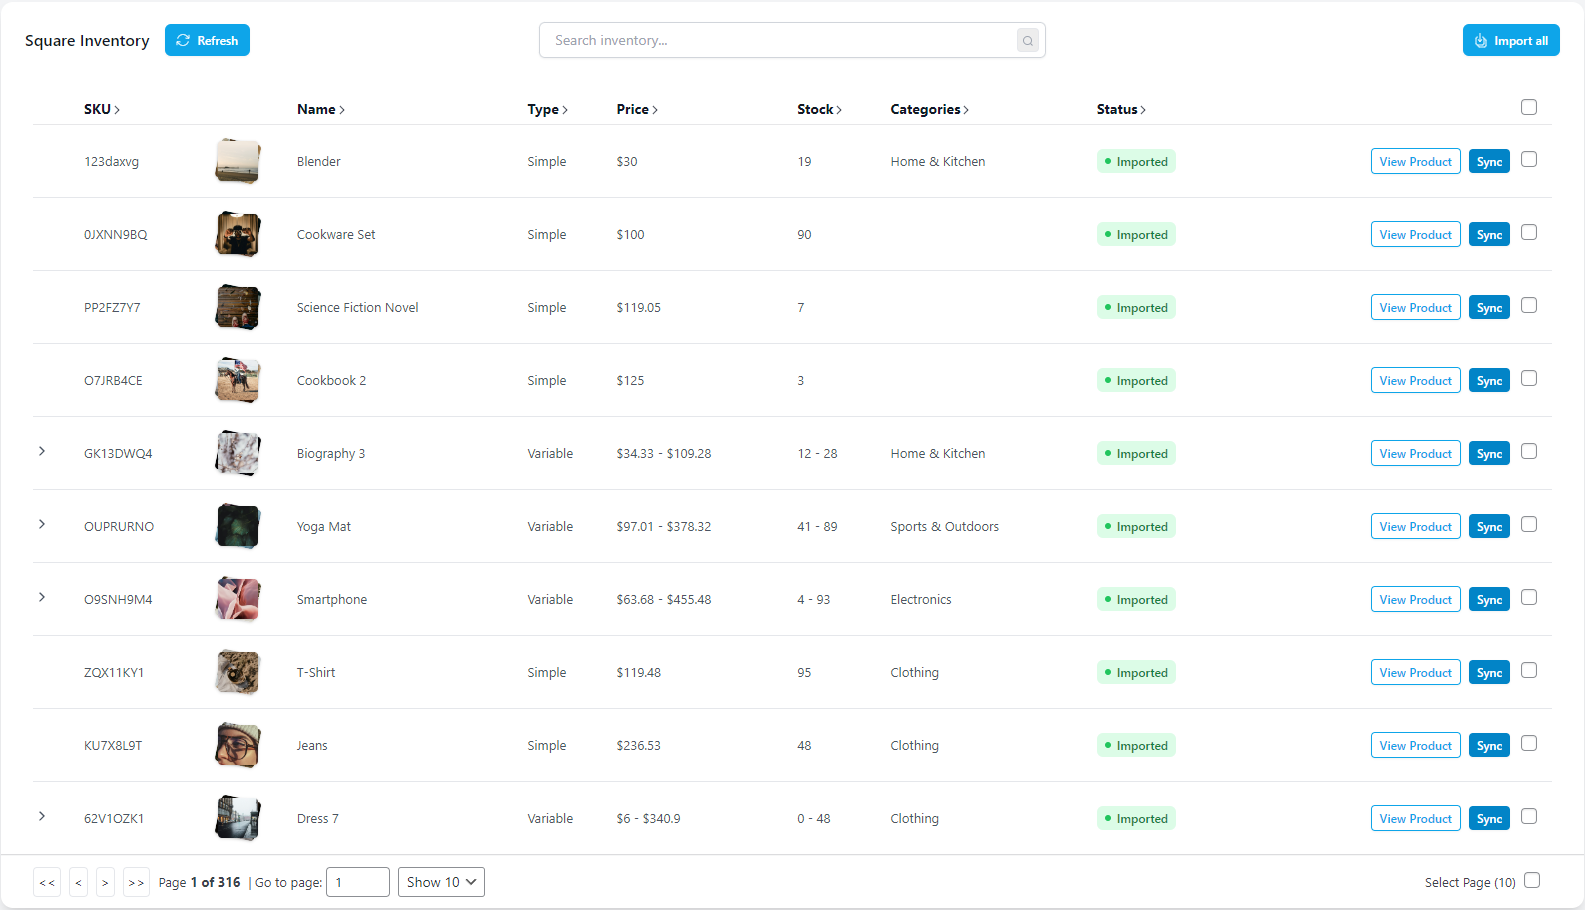 Square Inventory Refresh Search inventory... Import all
SKU Name Type Price Stock Categories Status
123daxvg Blender Simple $30 19 Home & Kitchen Imported View Product Sync
0JXNN9BQ Cookware Set Simple $100 90 Imported View Product Sync
PP2FZ7Y7 Science Fiction Novel Simple $119.05 7 Imported View Product Sync
O7JRB4CE Cookbook 2 Simple $125 3 Imported View Product Sync
GK13DWQ4 Biography 3 Variable $34.33 - $109.28 12 - 28 Home & Kitchen Imported View Product Sync
OUPRURNO Yoga Mat Variable $97.01 - $378.32 41 - 89 Sports & Outdoors Imported View Product Sync
O9SNH9M4 Smartphone Variable $63.68 - $455.48 4 - 93 Electronics Imported View Product Sync
ZQX11KY1 T-Shirt Simple $119.48 95 Clothing Imported View Product Sync
KU7X8L9T Jeans Simple $236.53 48 Clothing Imported View Product Sync
62V1OZK1 Dress 7 Variable $6 - $340.9 0 - 48 Clothing Imported View Product Sync
<< < > >> Page 1 of 316 | Go to page: 1 Show 10 Select Page (10)